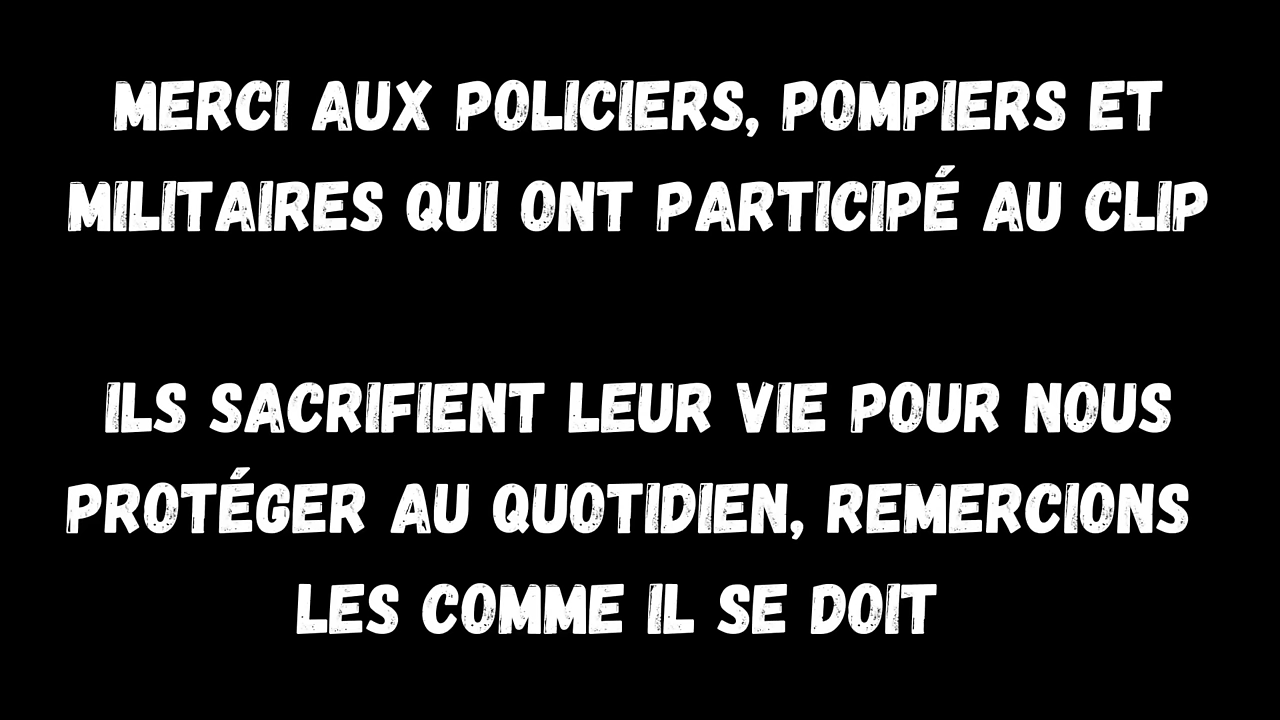 MERCI AUX POLICIERS, POMPIERS ET
MILITAIRES QUI ONT PARTICIPÉ AU CLIP
ILS SACRIFIENT LEUR VIE POUR NOUS
PROTÉGER AU QUOTIDIEN, REMERCIONS
LES COMME IL SE DOIT